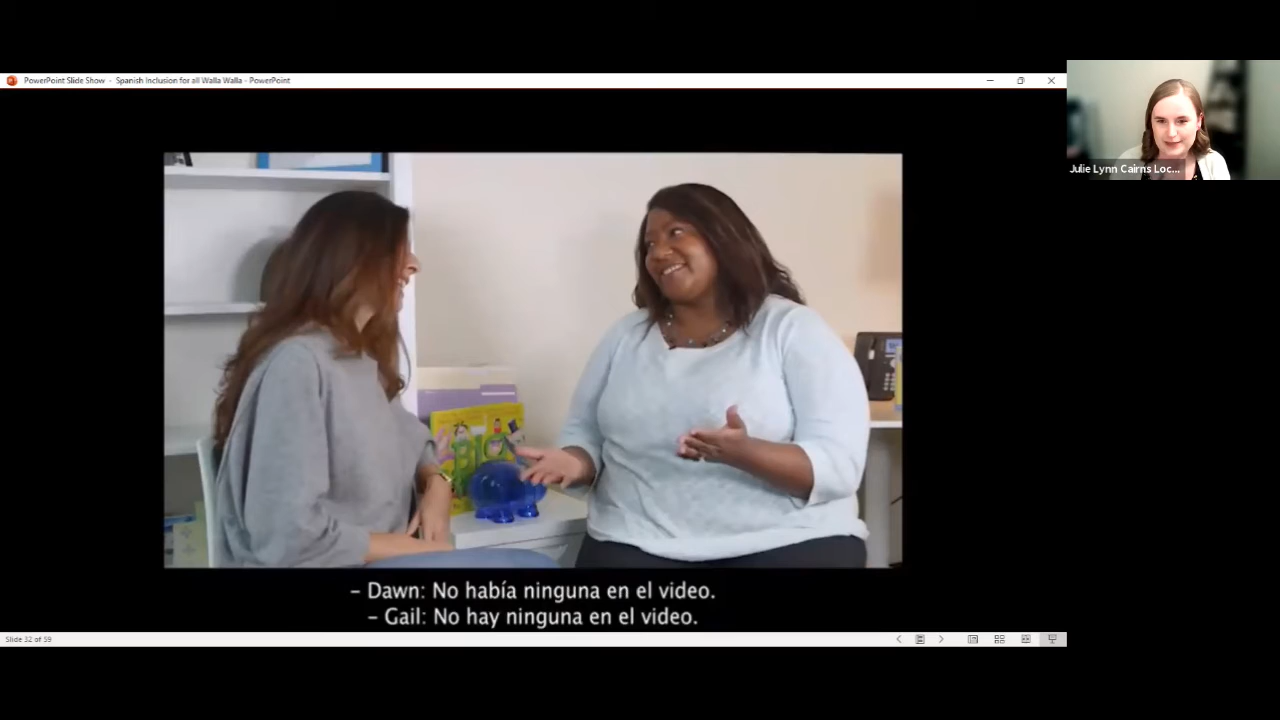 PowerPoint Slide Show - Spanish Inclusion for all Walla Walla - PowerPoint
Julie Lynn Cairns Loc...
BIG
– Dawn: No había ninguna en el video.
– Gail: No hay ninguna en el video.
Slide 32 of 59